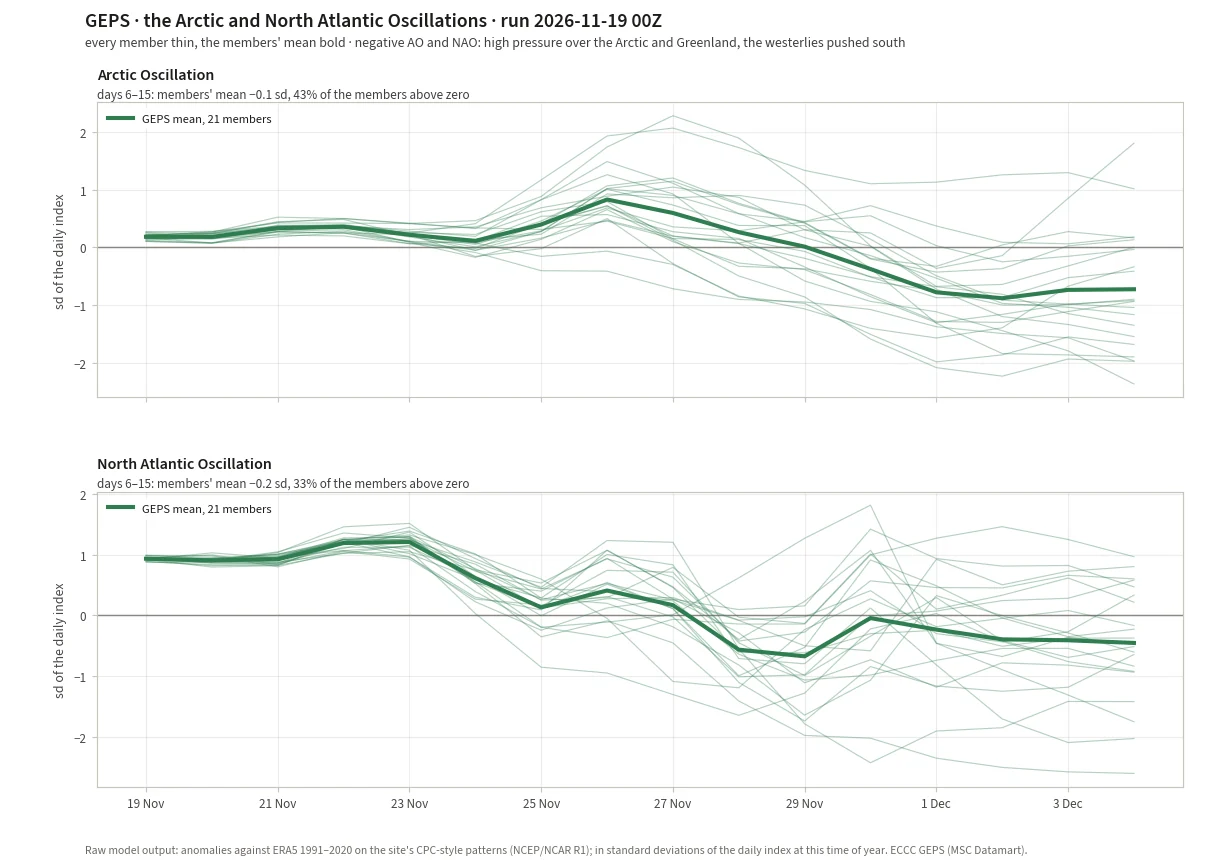 GEPS · the Arctic and North Atlantic Oscillations · run 2026-11-19 00Z
every member thin, the members' mean bold · negative AO and NAO: high pressure over the Arctic and Greenland, the westerlies pushed south
Arctic Oscillation
days 6–15: members' mean −0.1 sd, 43% of the members above zero
GEPS mean, 21 members
2
1
0
−1
−2
sd of the daily index
North Atlantic Oscillation
days 6–15: members' mean −0.2 sd, 33% of the members above zero
GEPS mean, 21 members
2
1
0
−1
−2
sd of the daily index
19 Nov 21 Nov 23 Nov 25 Nov 27 Nov 29 Nov 1 Dec 3 Dec
Raw model output: anomalies against ERA5 1991–2020 on the site's CPC-style patterns (NCEP/NCAR R1); in standard deviations of the daily index at this time of year. ECCC GEPS (MSC Datamart).